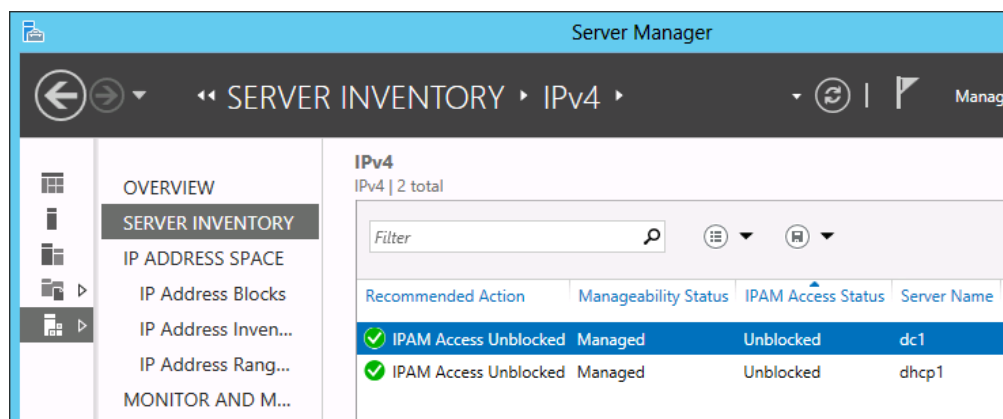 Server Manager
SERVER INVENTORY IPv4
Manag
OVERVIEW
SERVER INVENTORY
IP ADDRESS SPACE
IP Address Blocks
IP Address Inven...
IP Address Rang...
MONITOR AND M...
IPv4
IPv4 | 2 total
Filter
Recommended Action Manageability Status IPAM Access Status Server Name
IPAM Access Unblocked Managed Unblocked dc1
IPAM Access Unblocked Managed Unblocked dhcp1